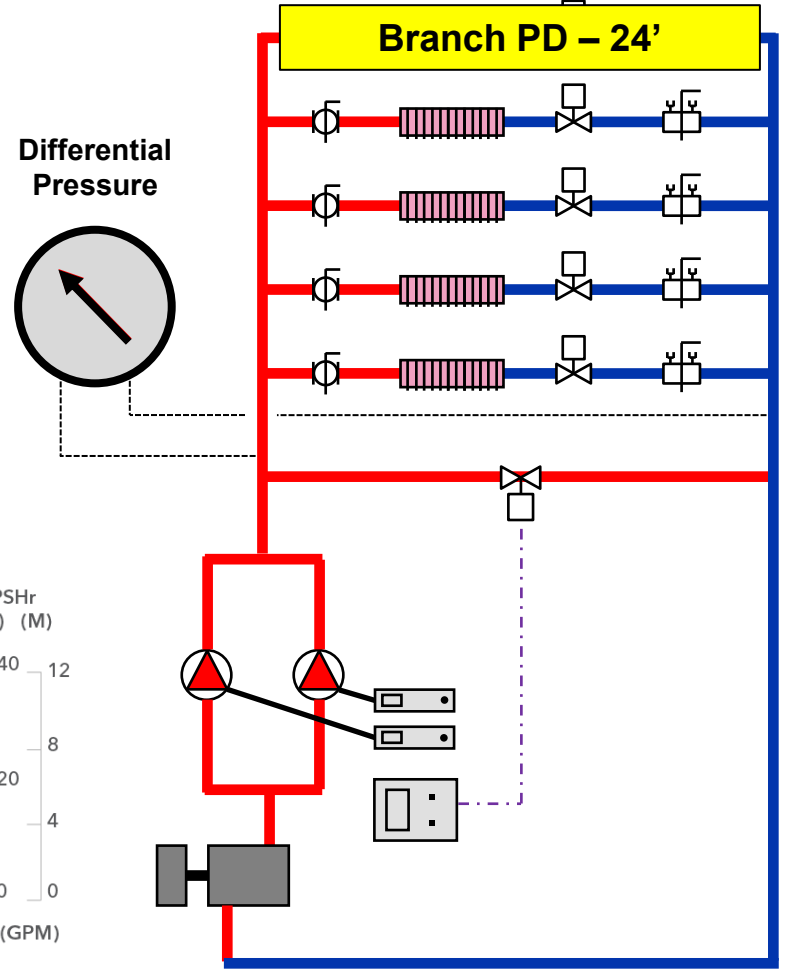 Branch PD – 24’
Differential
Pressure
PSHr
) (M)
40 12
8
20
4
0 0
(GPM)